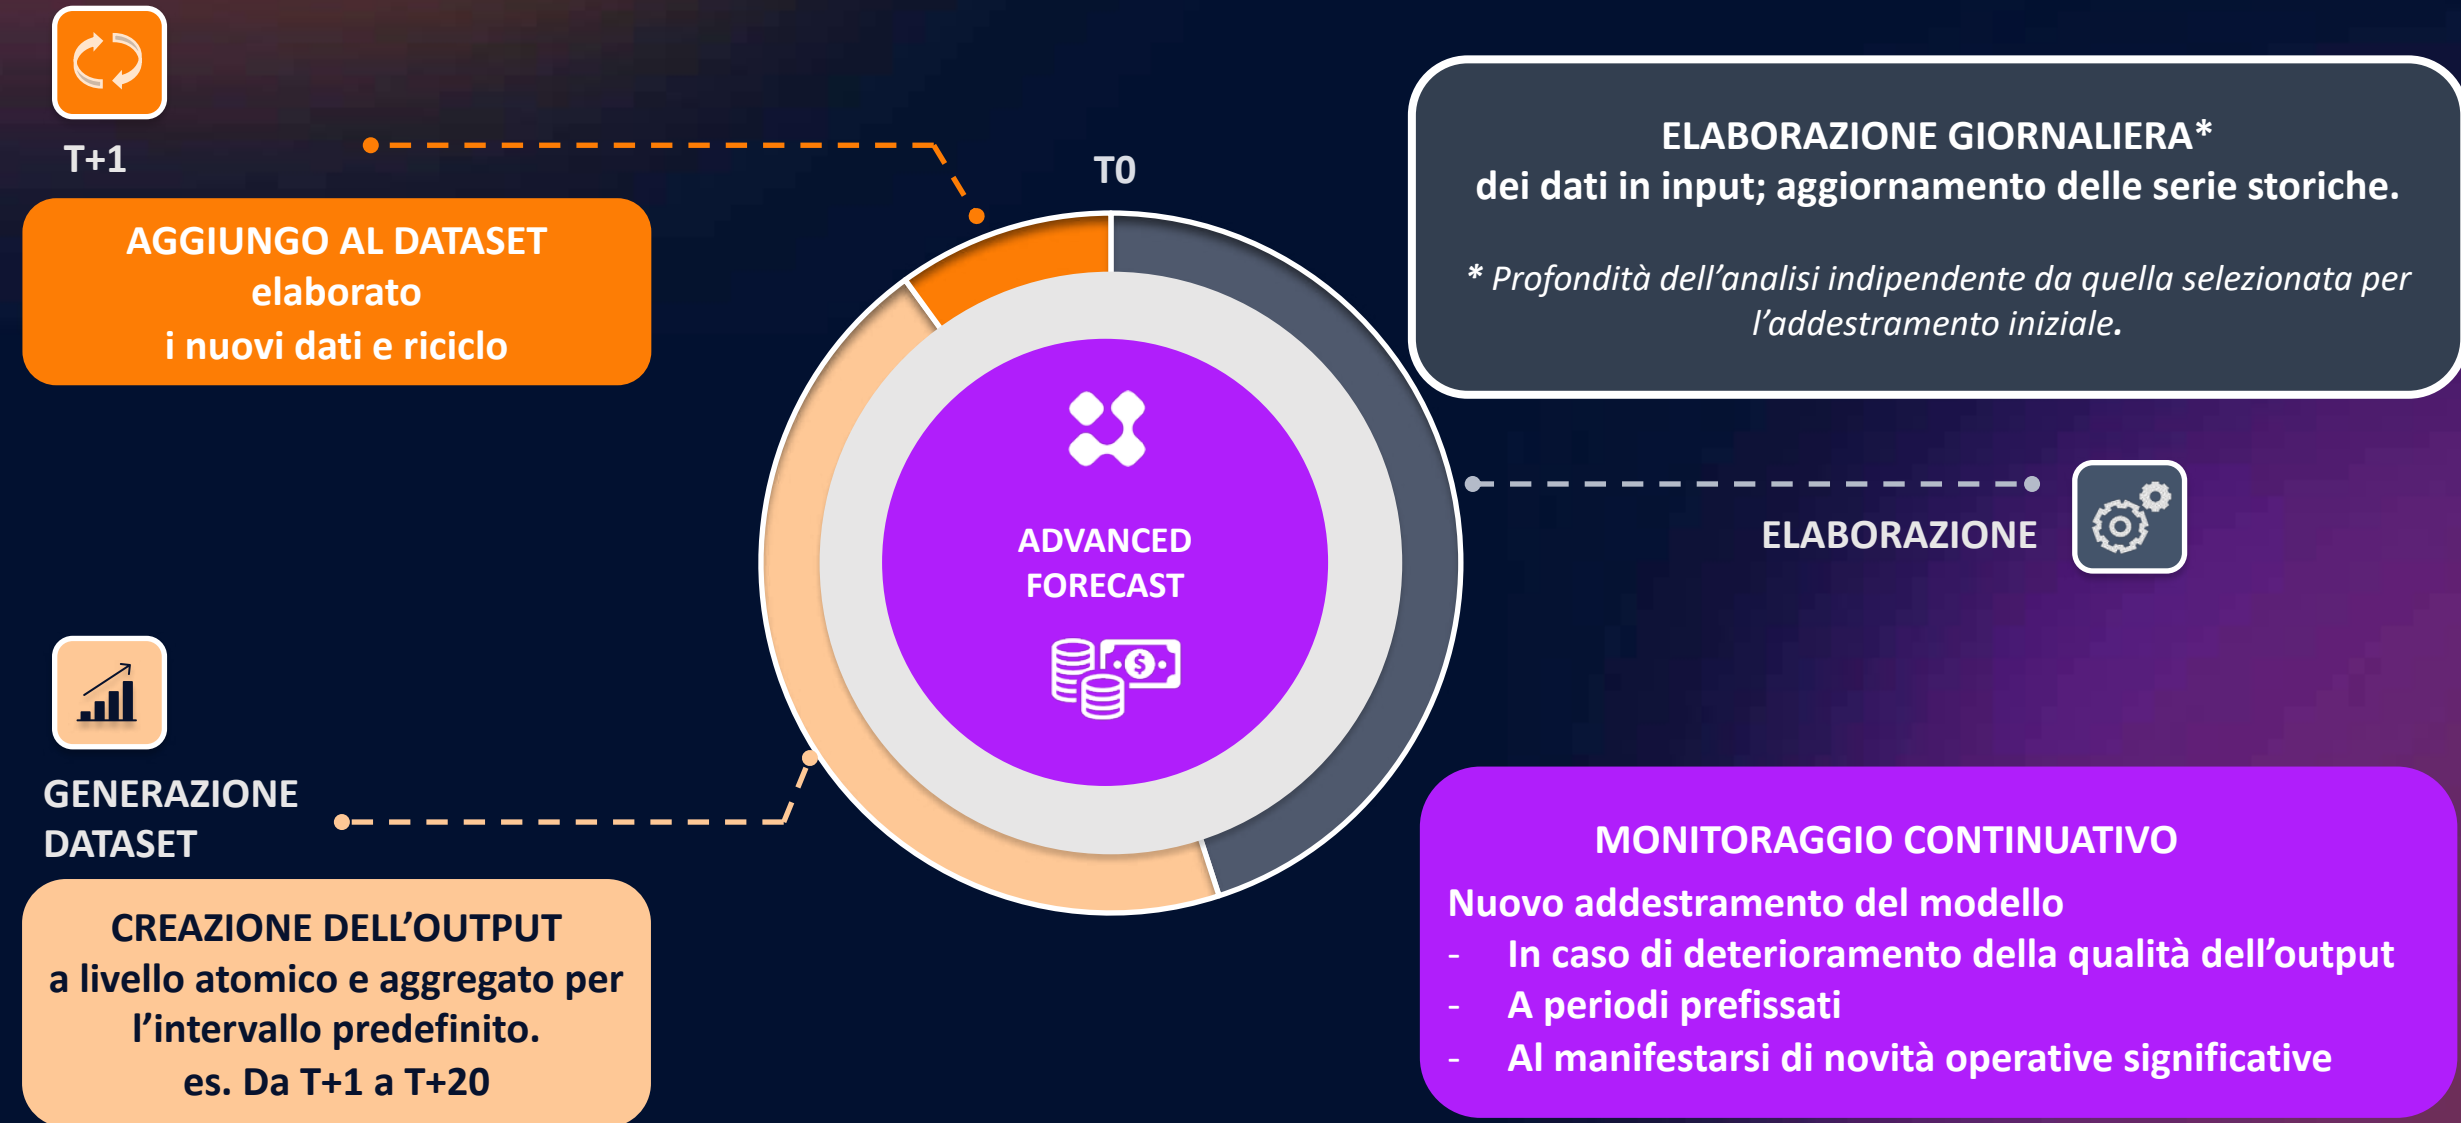 T+1
AGGIUNGO AL DATASET
elaborato
i nuovi dati e riciclo
T0
ELABORAZIONE GIORNALIERA*
dei dati in input; aggiornamento delle serie storiche.
* Profondità dell’analisi indipendente da quella selezionata per
l’addestramento iniziale.
ADVANCED
FORECAST
$
ELABORAZIONE
GENERAZIONE
DATASET
CREAZIONE DELL’OUTPUT
a livello atomico e aggregato per
l’intervallo predefinito.
es. Da T+1 a T+20
MONITORAGGIO CONTINUATIVO
Nuovo addestramento del modello
- In caso di deterioramento della qualità dell’output
- A periodi prefissati
- Al manifestarsi di novità operative significative